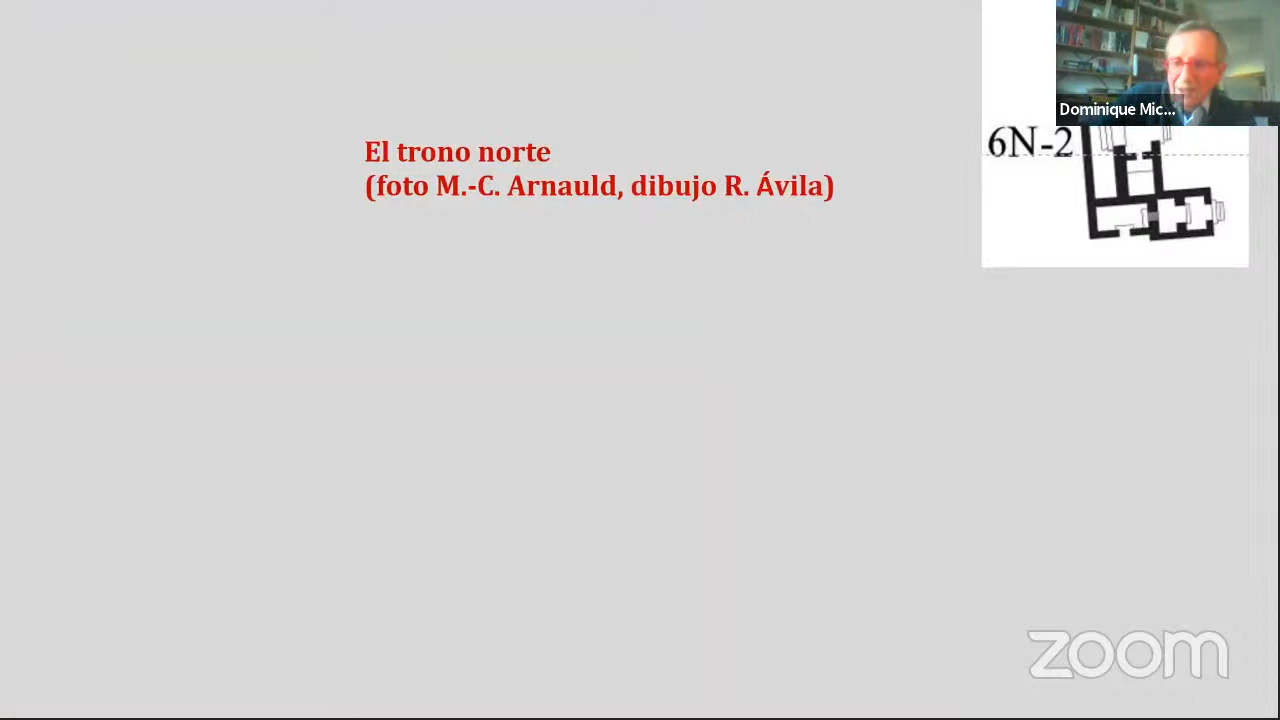 Dominique Mic...
El trono norte
(foto M.-C. Arnauld, dibujo R. Ávila)
6N-2
zoom